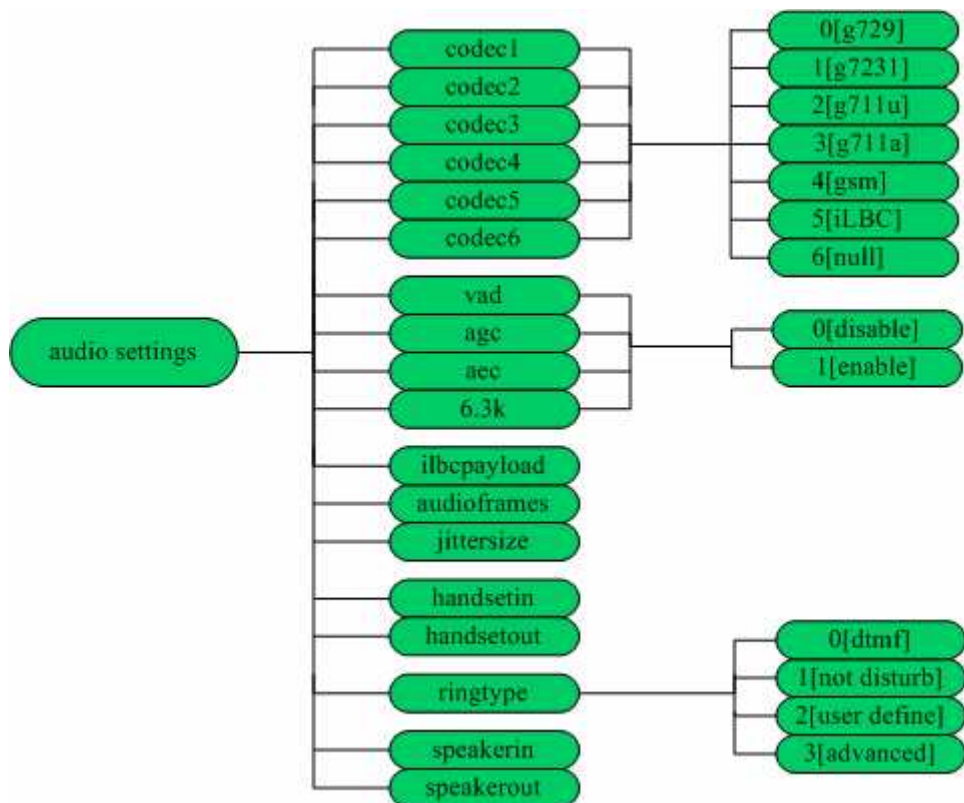 audio settings
codec1
codec2
codec3
codec4
codec5
codec6
0[g729]
1[g7231]
2[g711u]
3[g711a]
4[gsm]
5[iLBC]
6[null]
vad
agc
aec
6.3k
0[disable]
1[enable]
ilbcpayload
audioframes
jittersize
handsetin
handsetout
ringtype
0[dtmf]
1[not disturb]
2[user define]
3[advanced]
speakerin
speakerout